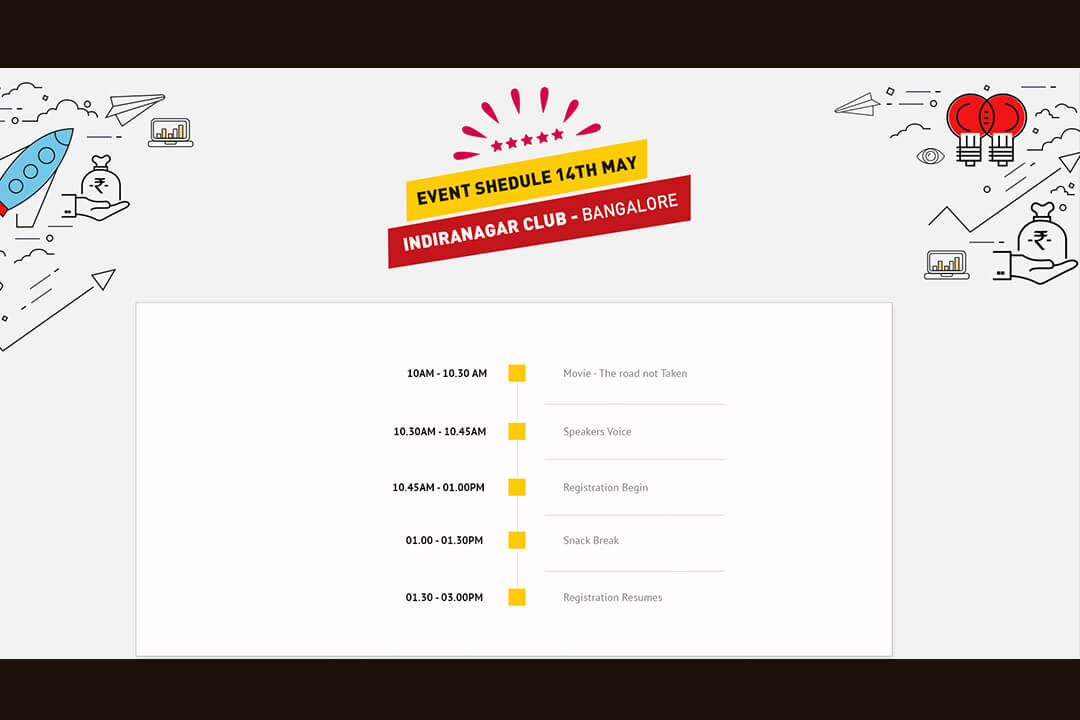 EVENT SHEDULE 14TH MAY
INDIRANAGAR CLUB - BANGALORE
10AM - 10.30 AM Movie - The road not Taken
10.30AM - 10.45AM Speakers Voice
10.45AM - 01.00PM Registration Begin
01.00 - 01.30PM Snack Break
01.30 - 03.00PM Registration Resumes
₹
₹